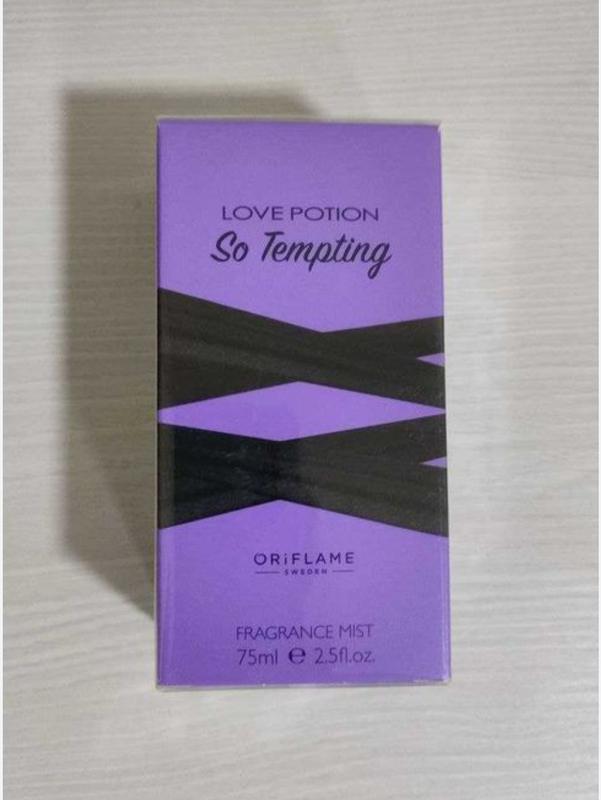 LOVE POTION
So Tempting
ORiFLAME
SWEDEN
FRAGRANCE MIST
75ml ℮ 2.5fl.oz.